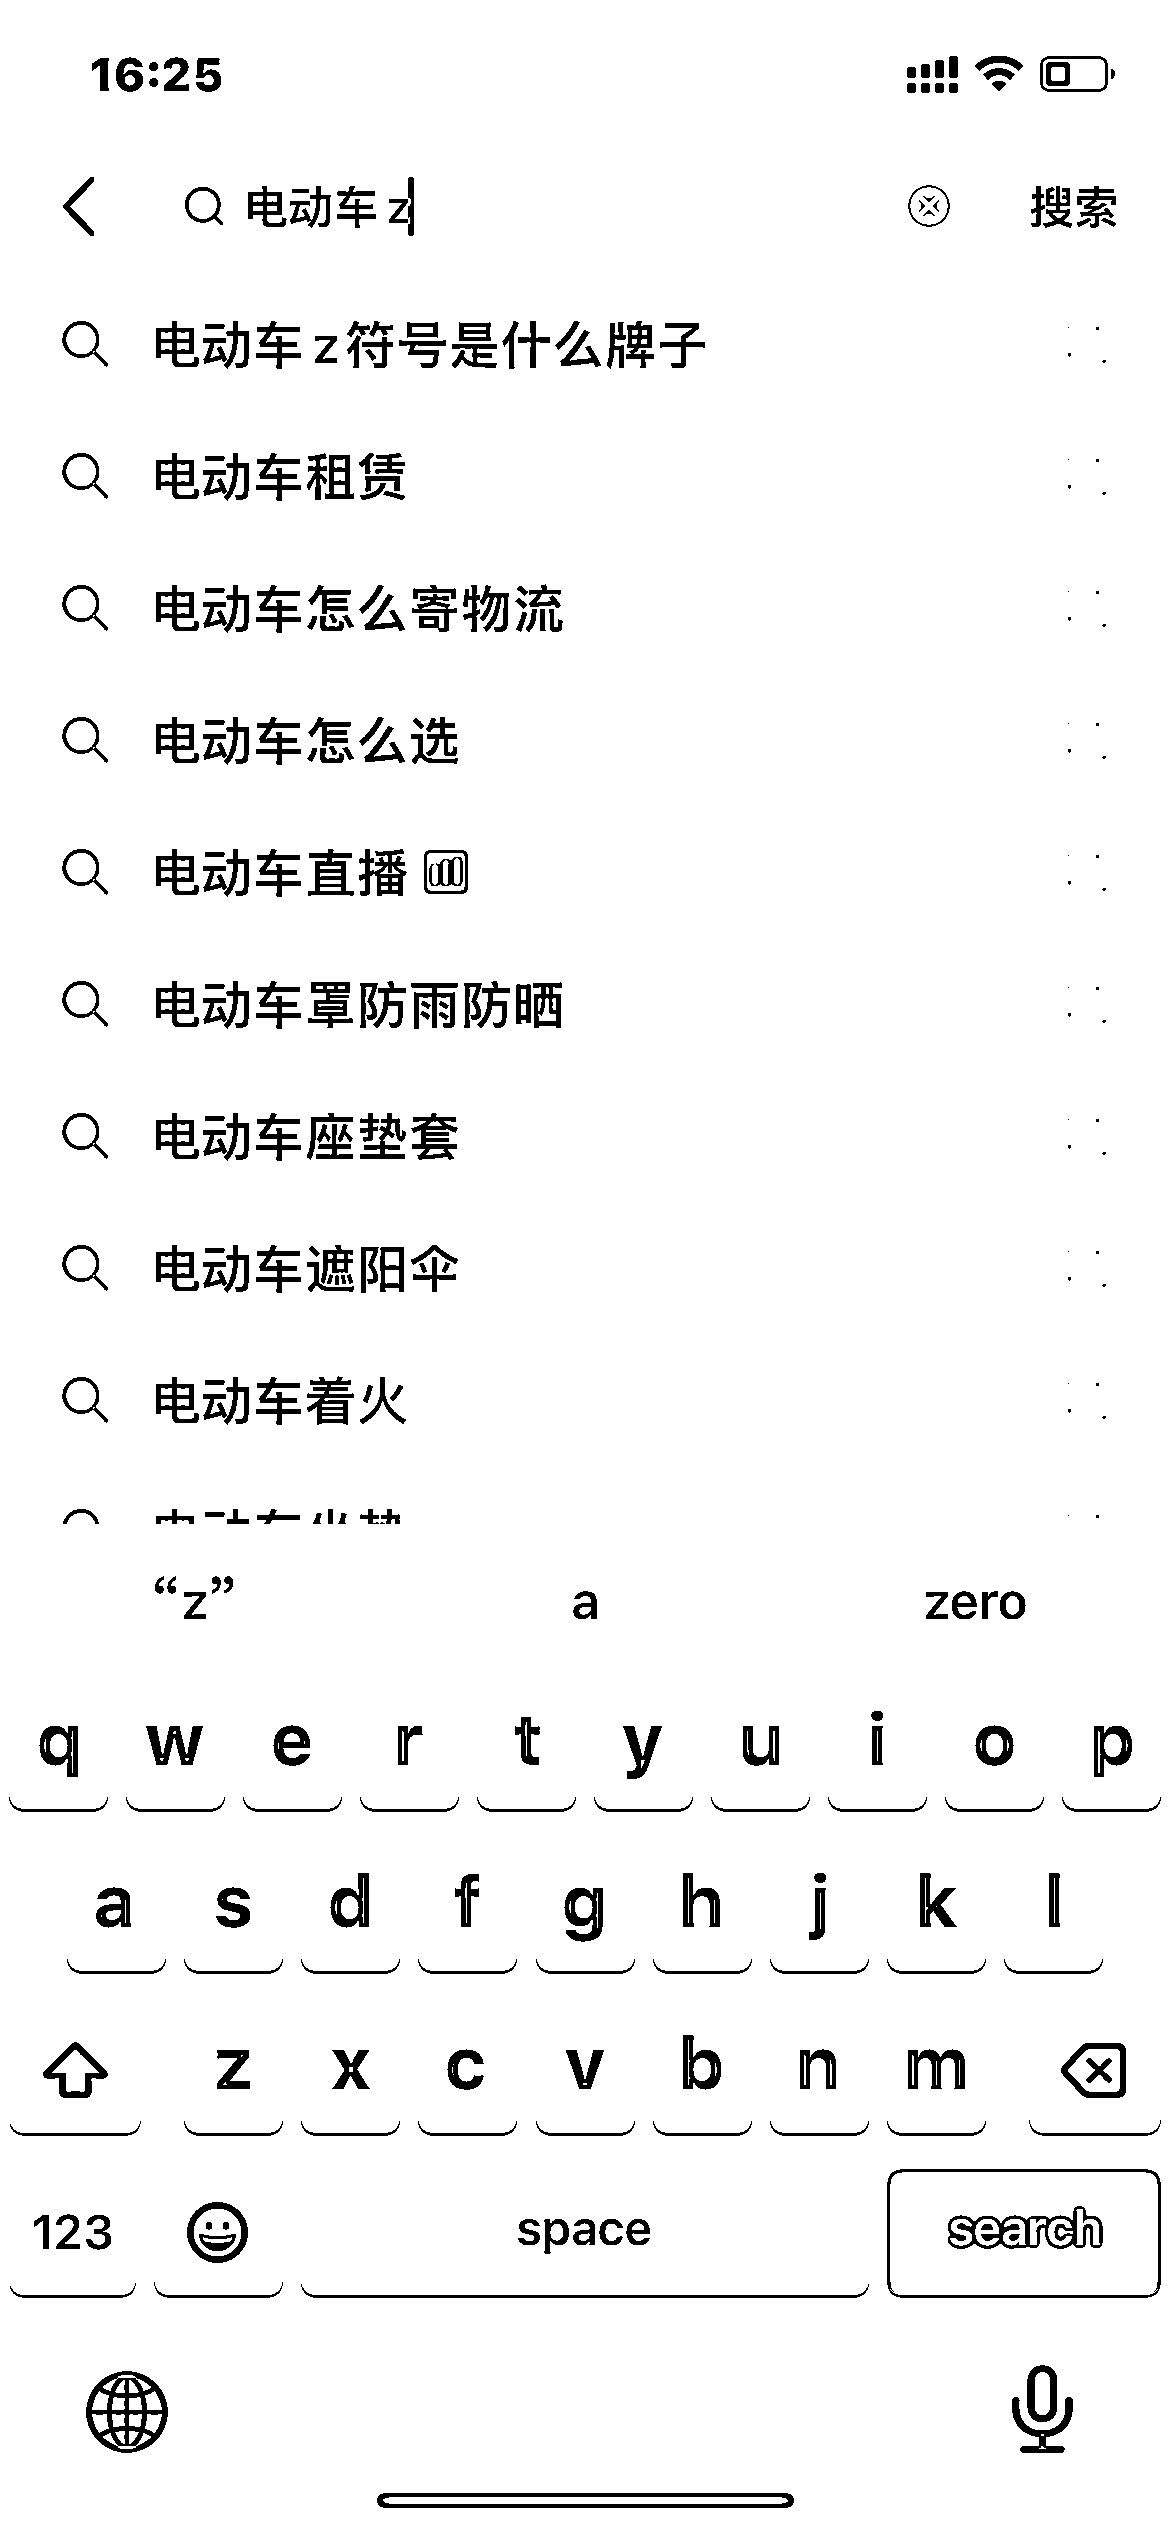 16:25
电动车 z
搜索
电动车 z 符号是什么牌子
电动车租赁
电动车怎么寄物流
电动车怎么选
电动车直播
电动车罩防雨防晒
电动车座垫套
电动车遮阳伞
电动车着火
“z” a zero
q w e r t y u i o p
a s d f g h j k l
z x c v b n m
123 space search